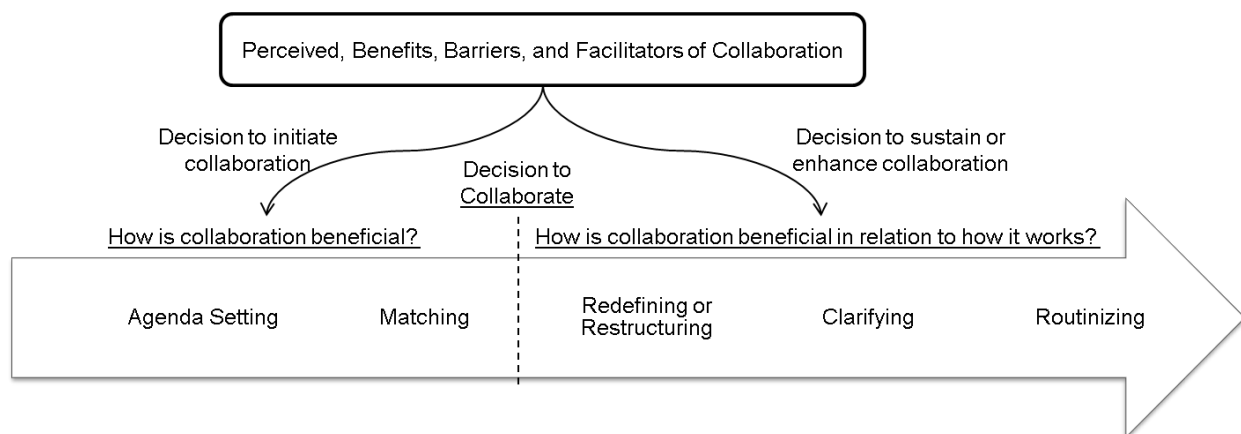 Perceived, Benefits, Barriers, and Facilitators of Collaboration
Decision to initiate
collaboration
Decision to sustain or
enhance collaboration
Decision to
Collaborate
How is collaboration beneficial?
How is collaboration beneficial in relation to how it works?
Agenda Setting
Matching
Redefining or
Restructuring
Clarifying
Routinizing